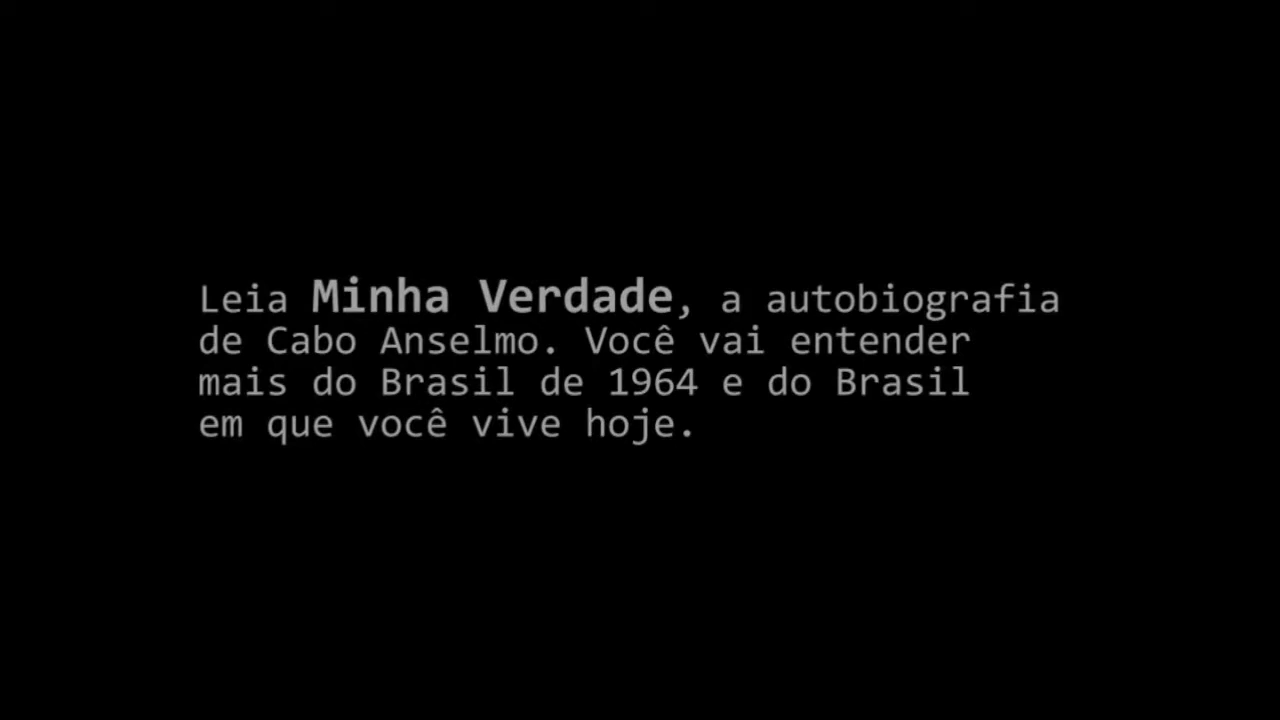 Leia Minha Verdade, a autobiografia
de Cabo Anselmo. Você vai entender
mais do Brasil de 1964 e do Brasil
em que você vive hoje.